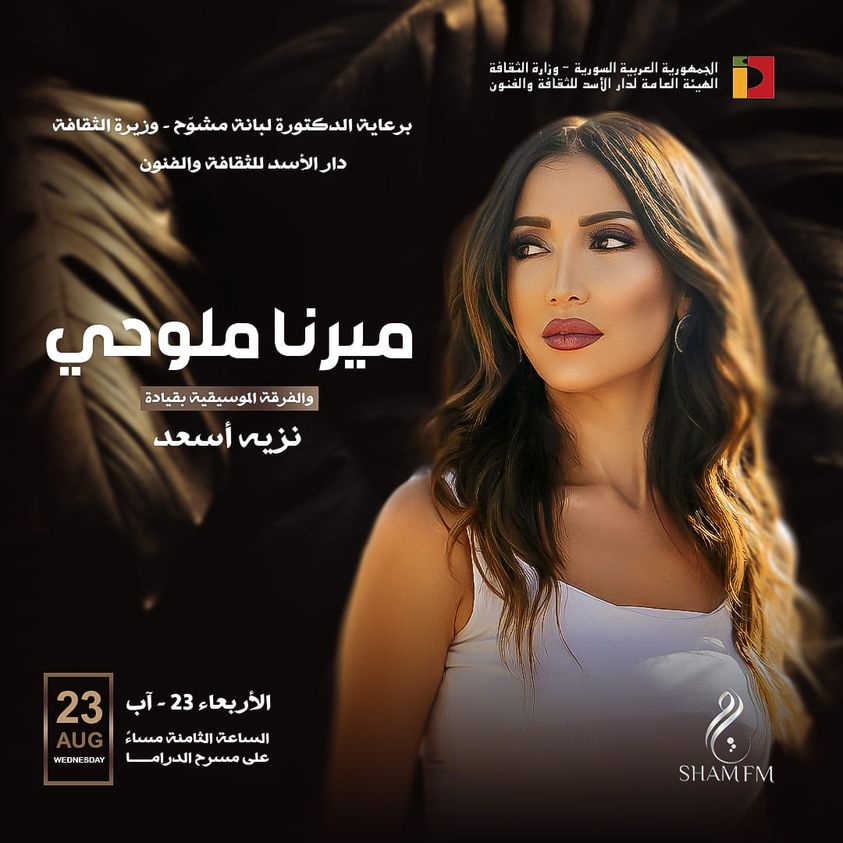 الجمهورية العربية السورية - وزارة الثقافة
الهيئة العامة لدار الأسد للثقافة والفنون
برعاية الدكتورة لبانة مشوّح - وزيرة الثقافة
دار الأسد للثقافة والفنون
ميرنا ملوحي
والفرقة الموسيقية بقيادة
نزيه أسعد
23
AUG
WEDNESDAY
الأربعاء 23 - آب
الساعة الثامنة مساءً
على مسرح الدرامـــا
SHAM FM